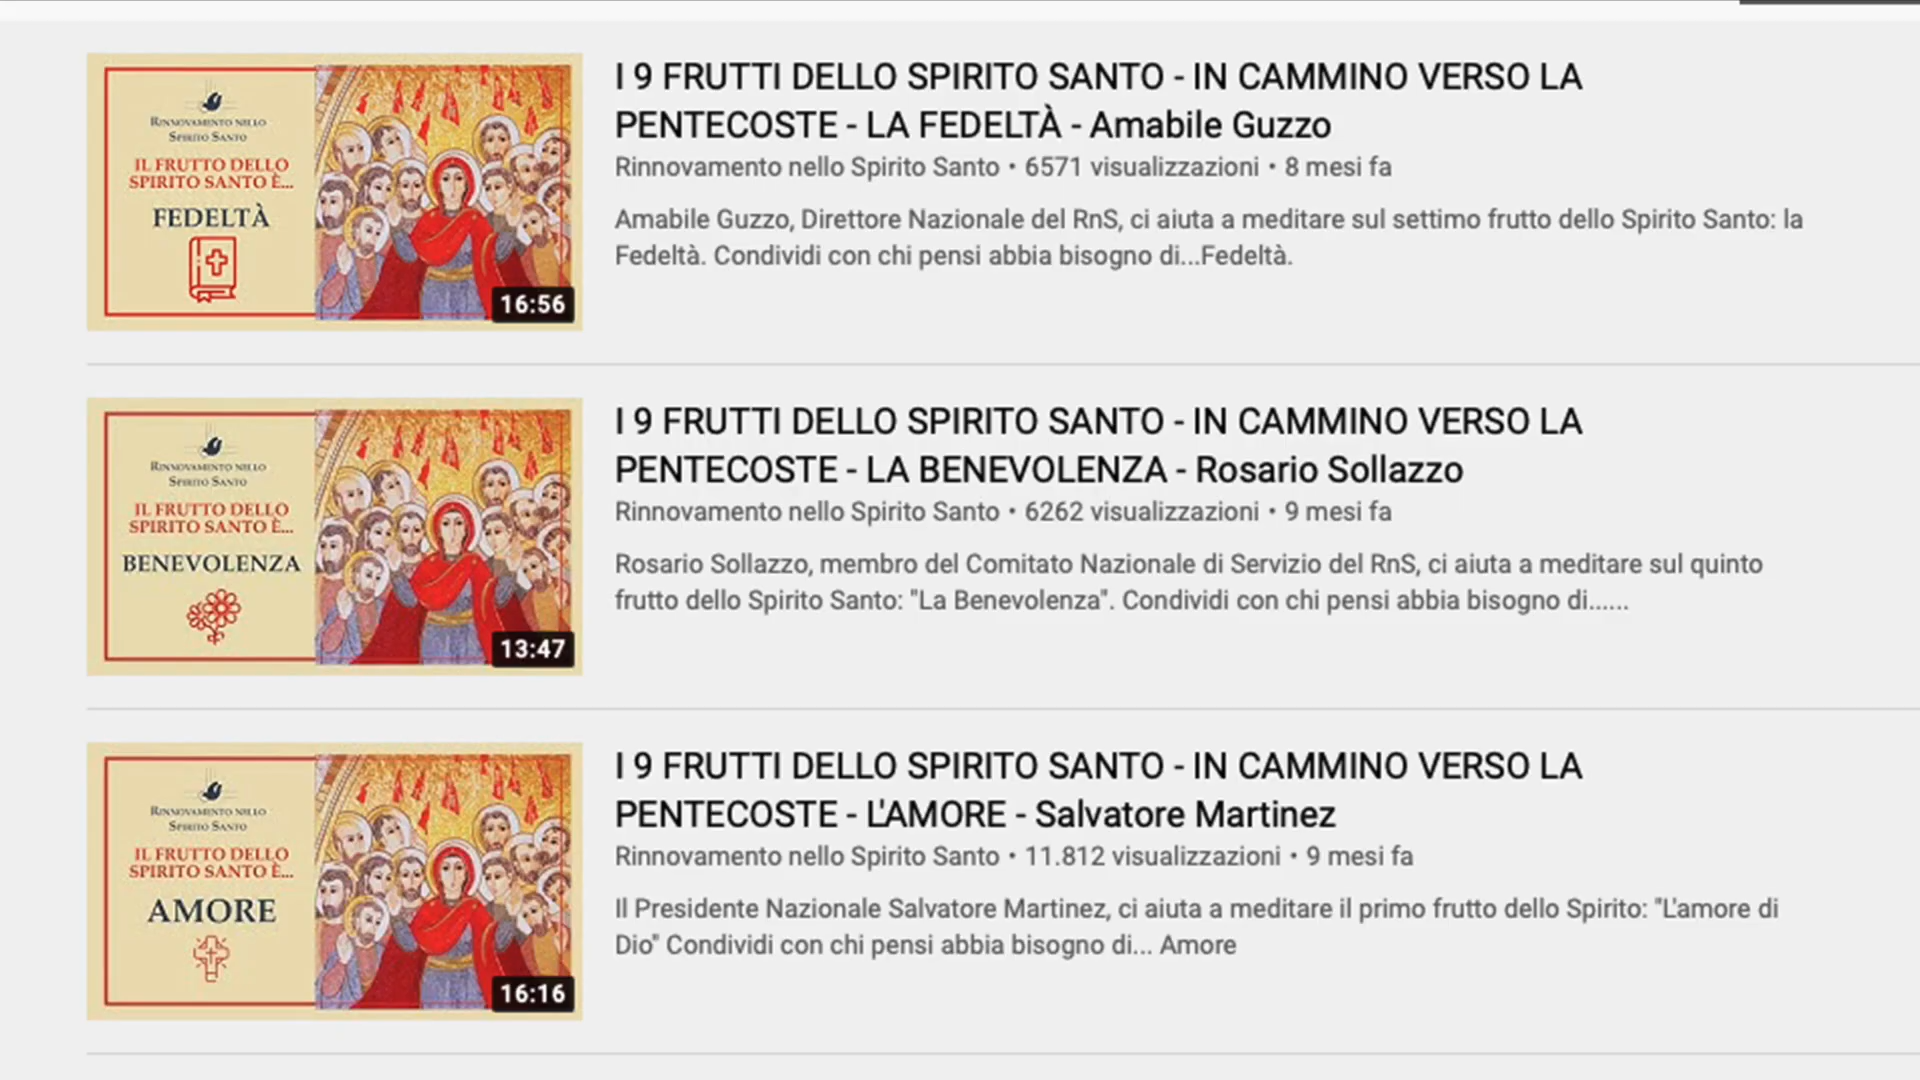 RINNOVAMENTO NELLO
SPIRITO SANTO
IL FRUTTO DELLO
SPIRITO SANTO È...
FEDELTÀ
16:56
I 9 FRUTTI DELLO SPIRITO SANTO - IN CAMMINO VERSO LA
PENTECOSTE - LA FEDELTÀ - Amabile Guzzo
Rinnovamento nello Spirito Santo • 6571 visualizzazioni • 8 mesi fa
Amabile Guzzo, Direttore Nazionale del RnS, ci aiuta a meditare sul settimo frutto dello Spirito Santo: la
Fedeltà. Condividi con chi pensi abbia bisogno di...Fedeltà.
RINNOVAMENTO NELLO
SPIRITO SANTO
IL FRUTTO DELLO
SPIRITO SANTO È...
BENEVOLENZA
13:47
I 9 FRUTTI DELLO SPIRITO SANTO - IN CAMMINO VERSO LA
PENTECOSTE - LA BENEVOLENZA - Rosario Sollazzo
Rinnovamento nello Spirito Santo • 6262 visualizzazioni • 9 mesi fa
Rosario Sollazzo, membro del Comitato Nazionale di Servizio del RnS, ci aiuta a meditare sul quinto
frutto dello Spirito Santo: "La Benevolenza". Condividi con chi pensi abbia bisogno di......
RINNOVAMENTO NELLO
SPIRITO SANTO
IL FRUTTO DELLO
SPIRITO SANTO È...
AMORE
16:16
I 9 FRUTTI DELLO SPIRITO SANTO - IN CAMMINO VERSO LA
PENTECOSTE - L'AMORE - Salvatore Martinez
Rinnovamento nello Spirito Santo • 11.812 visualizzazioni • 9 mesi fa
Il Presidente Nazionale Salvatore Martinez, ci aiuta a meditare il primo frutto dello Spirito: "L'amore di
Dio" Condividi con chi pensi abbia bisogno di... Amore